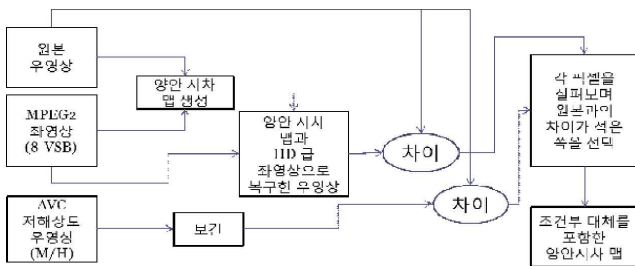 원본
우영상
양안 시차
맵 생성
MPEG2
좌영상
(8 VSB)
양안 시차
맵과
HD 급
좌영상으로
복구한 우영상
차이
각 픽셀을
살펴보며
원본과의
차이가 적은
쪽을 선택
AVC
저해상도
우영상
(M/H)
보간
차이
조건부 대체를
포함한
양안시차 맵